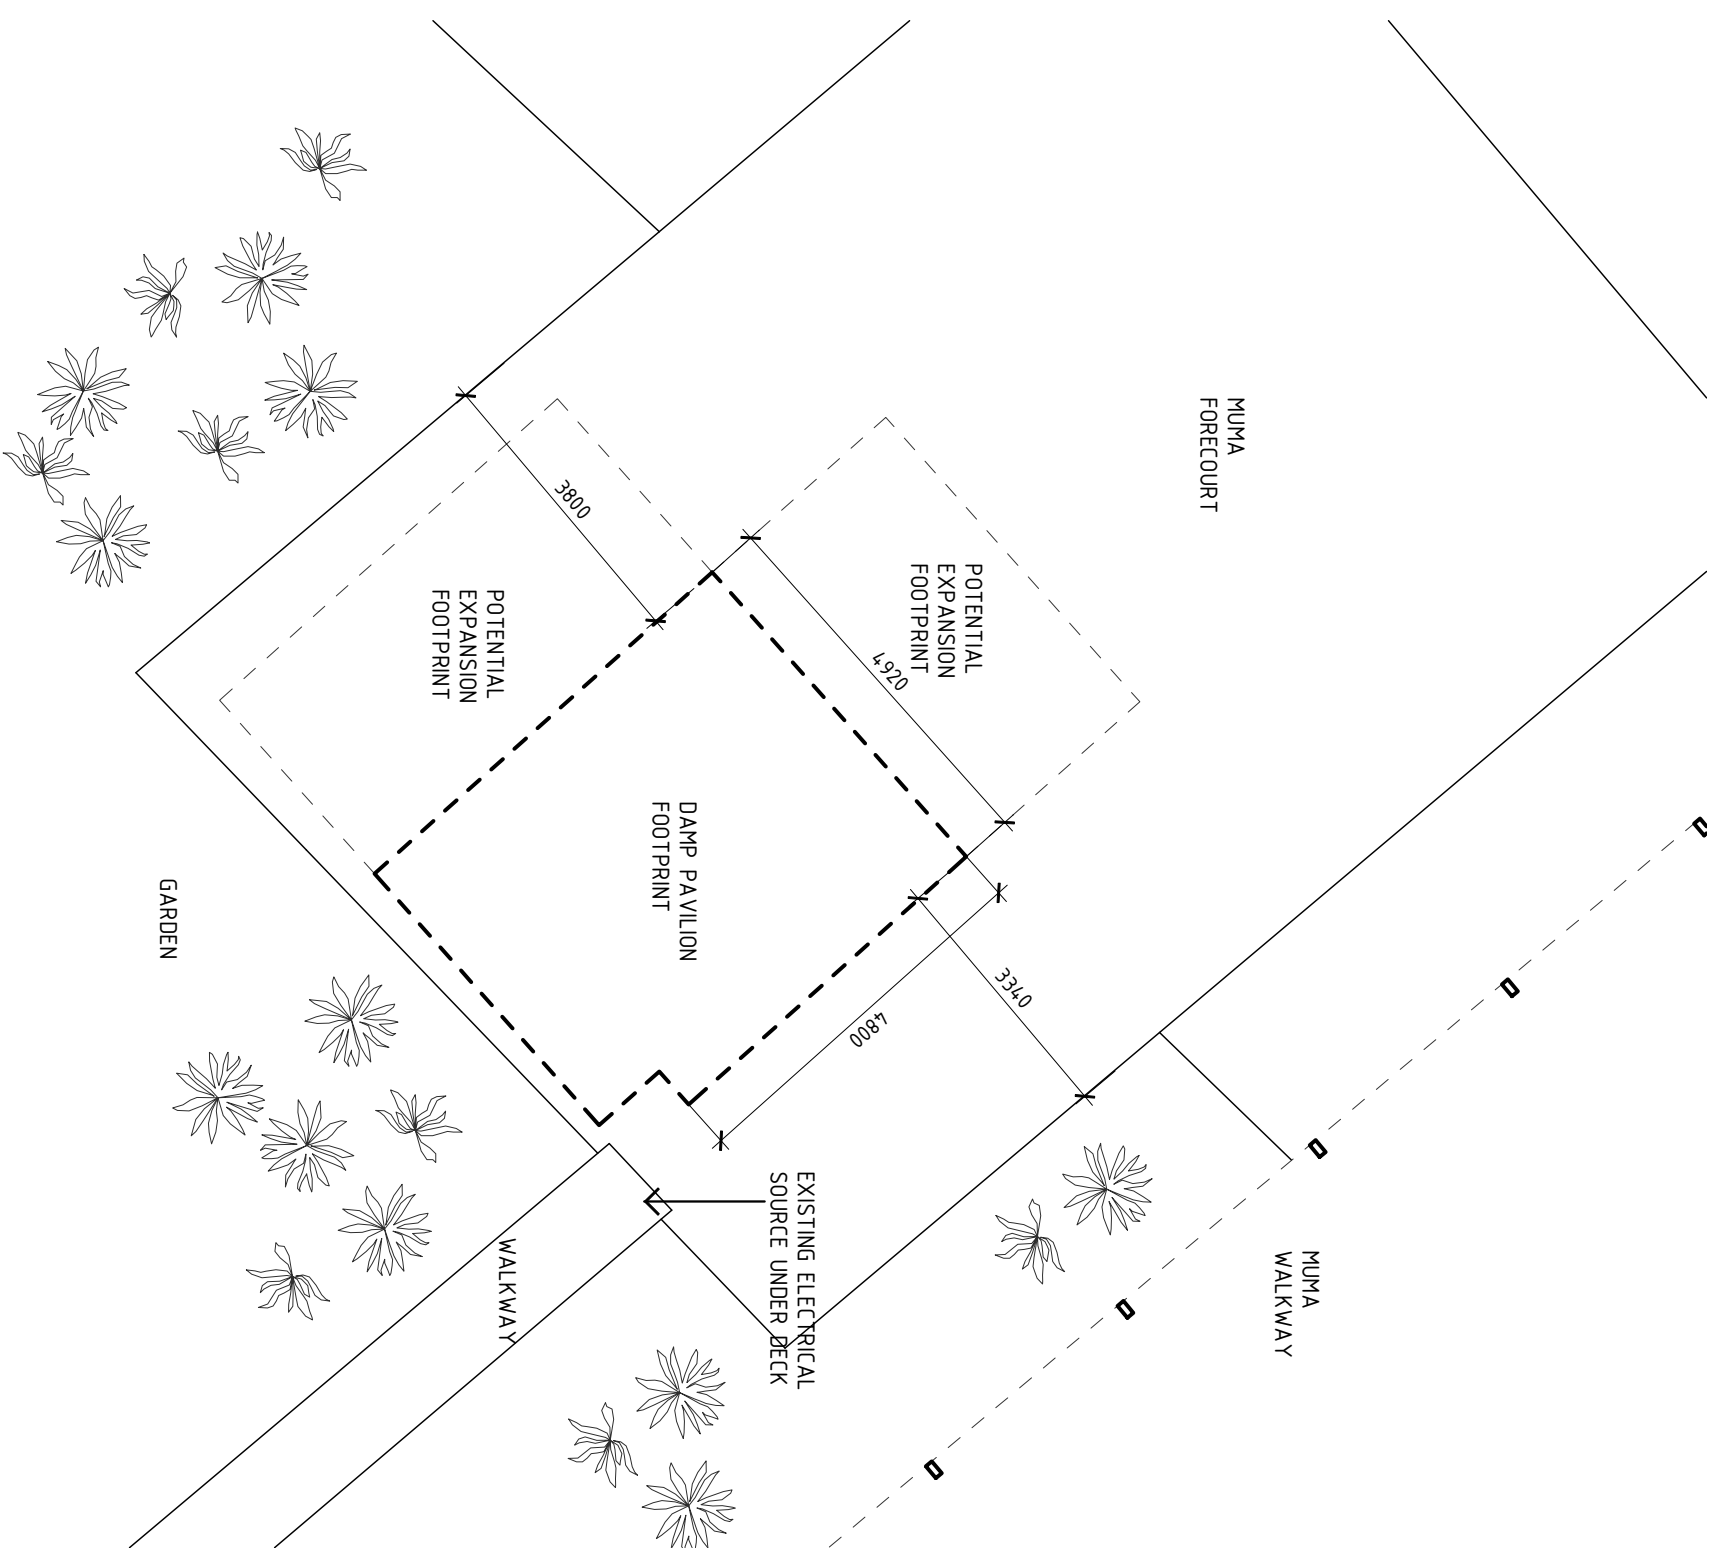 MUMA
FORECOURT
3800
POTENTIAL
EXPANSION
FOOTPRINT
4920
POTENTIAL
EXPANSION
FOOTPRINT
DAMP PAVILION
FOOTPRINT
GARDEN
3340
4800
EXISTING ELECTRICAL
SOURCE UNDER DECK
WALKWAY
MUMA
WALKWAY